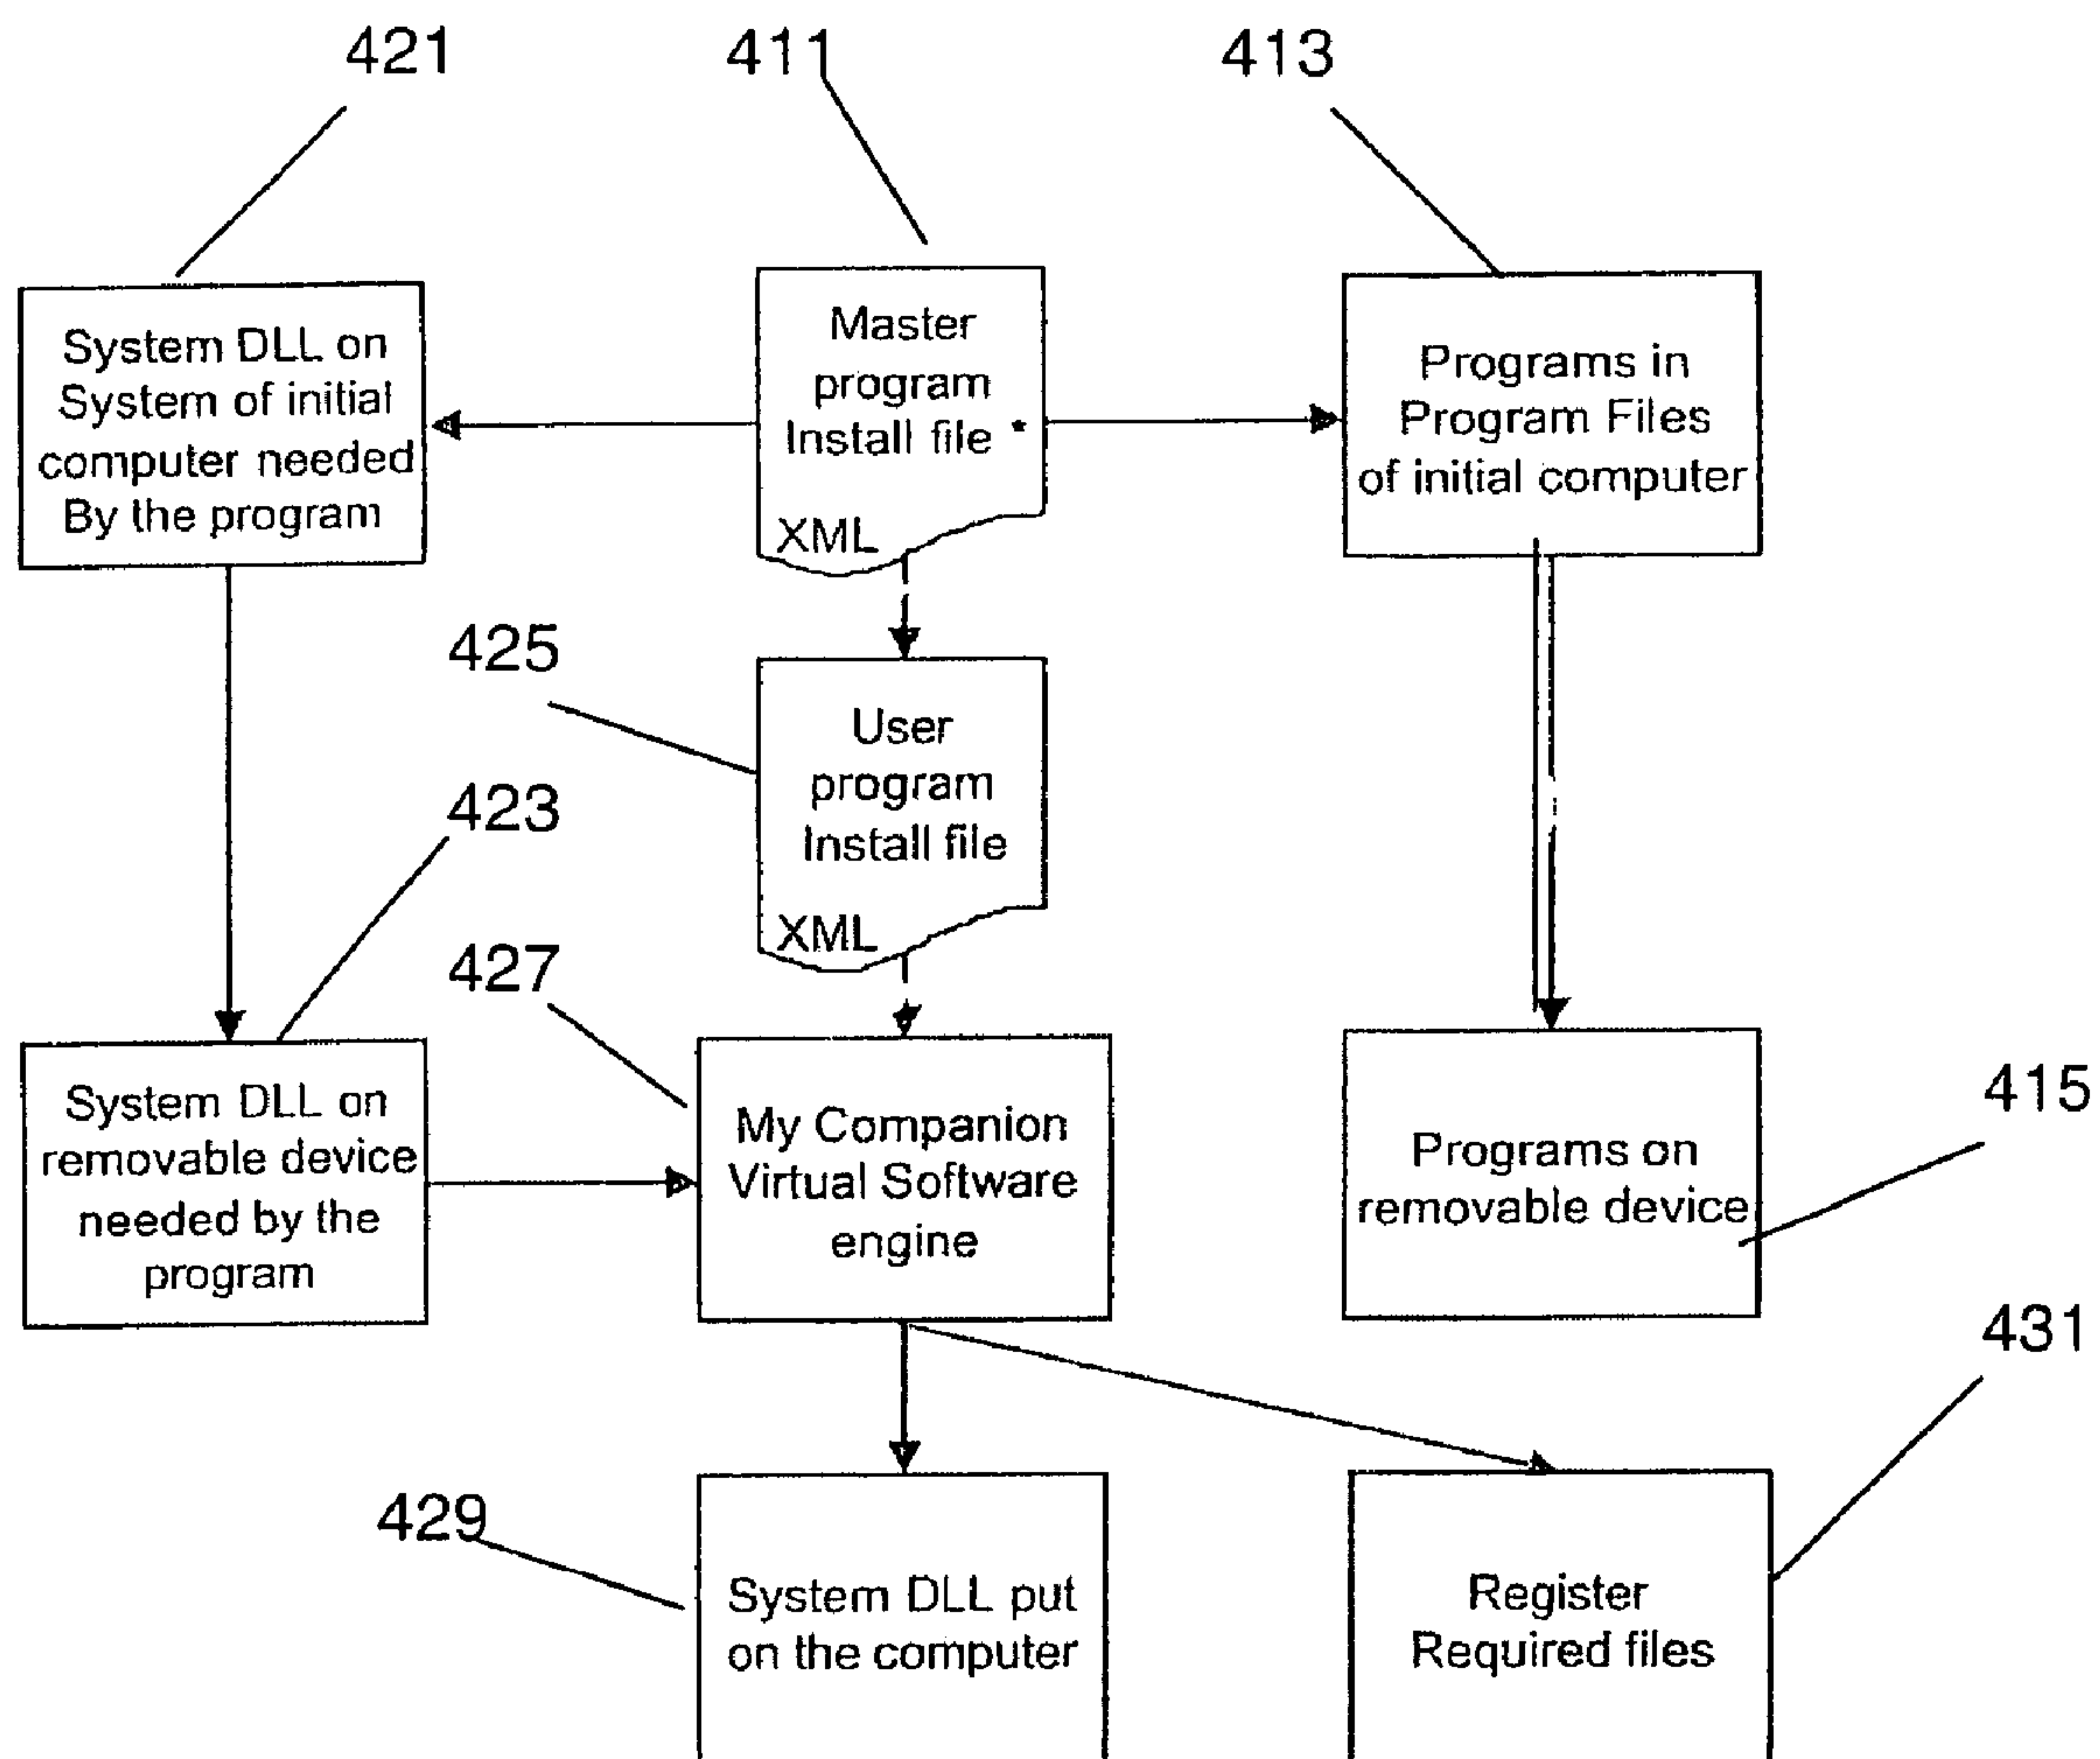 421
411
413
System DLL on
System of initial
computer needed
By the program
Master
program
Install file *
XML
Programs in
Program Files
of initial computer
425
User
program
Install file
XML
423
427
System DLL on
removable device
needed by the
program
My Companion
Virtual Software
engine
Programs on
removable device
415
431
429
System DLL put
on the computer
Register
Required files